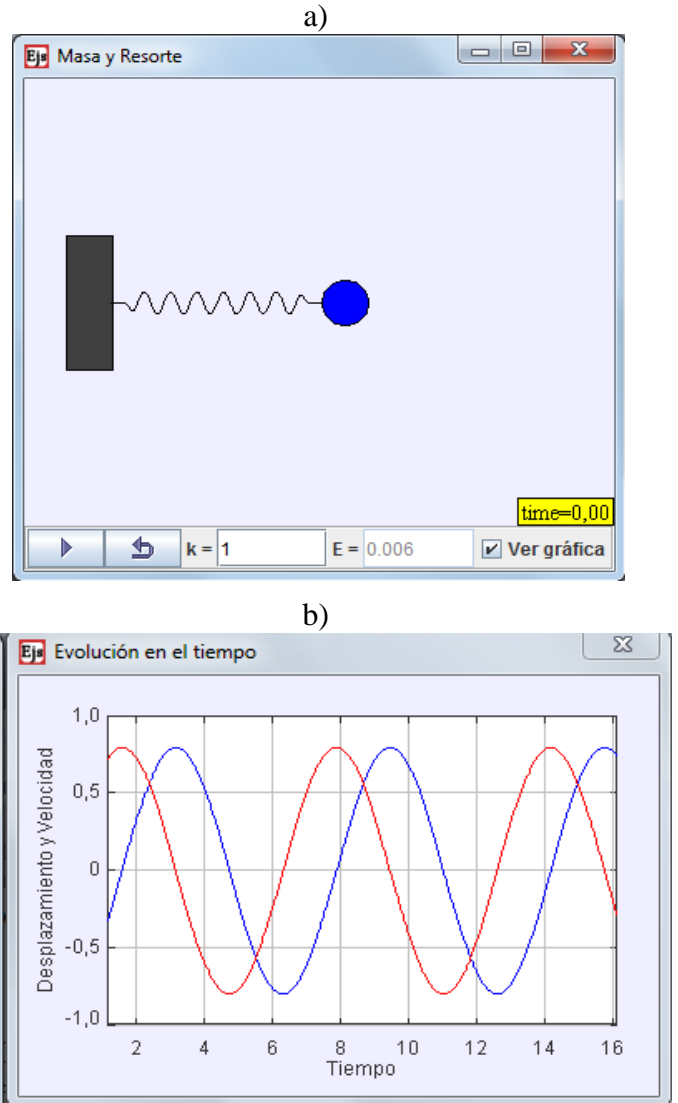 a)
Ejs Masa y Resorte
time=0,00
k = 1 E = 0.006 Ver gráfica
b)
Ejs Evolución en el tiempo
Desplazamiento y Velocidad
1,0
0,5
0
-0,5
-1,0
2 4 6 8 10 12 14 16
Tiempo